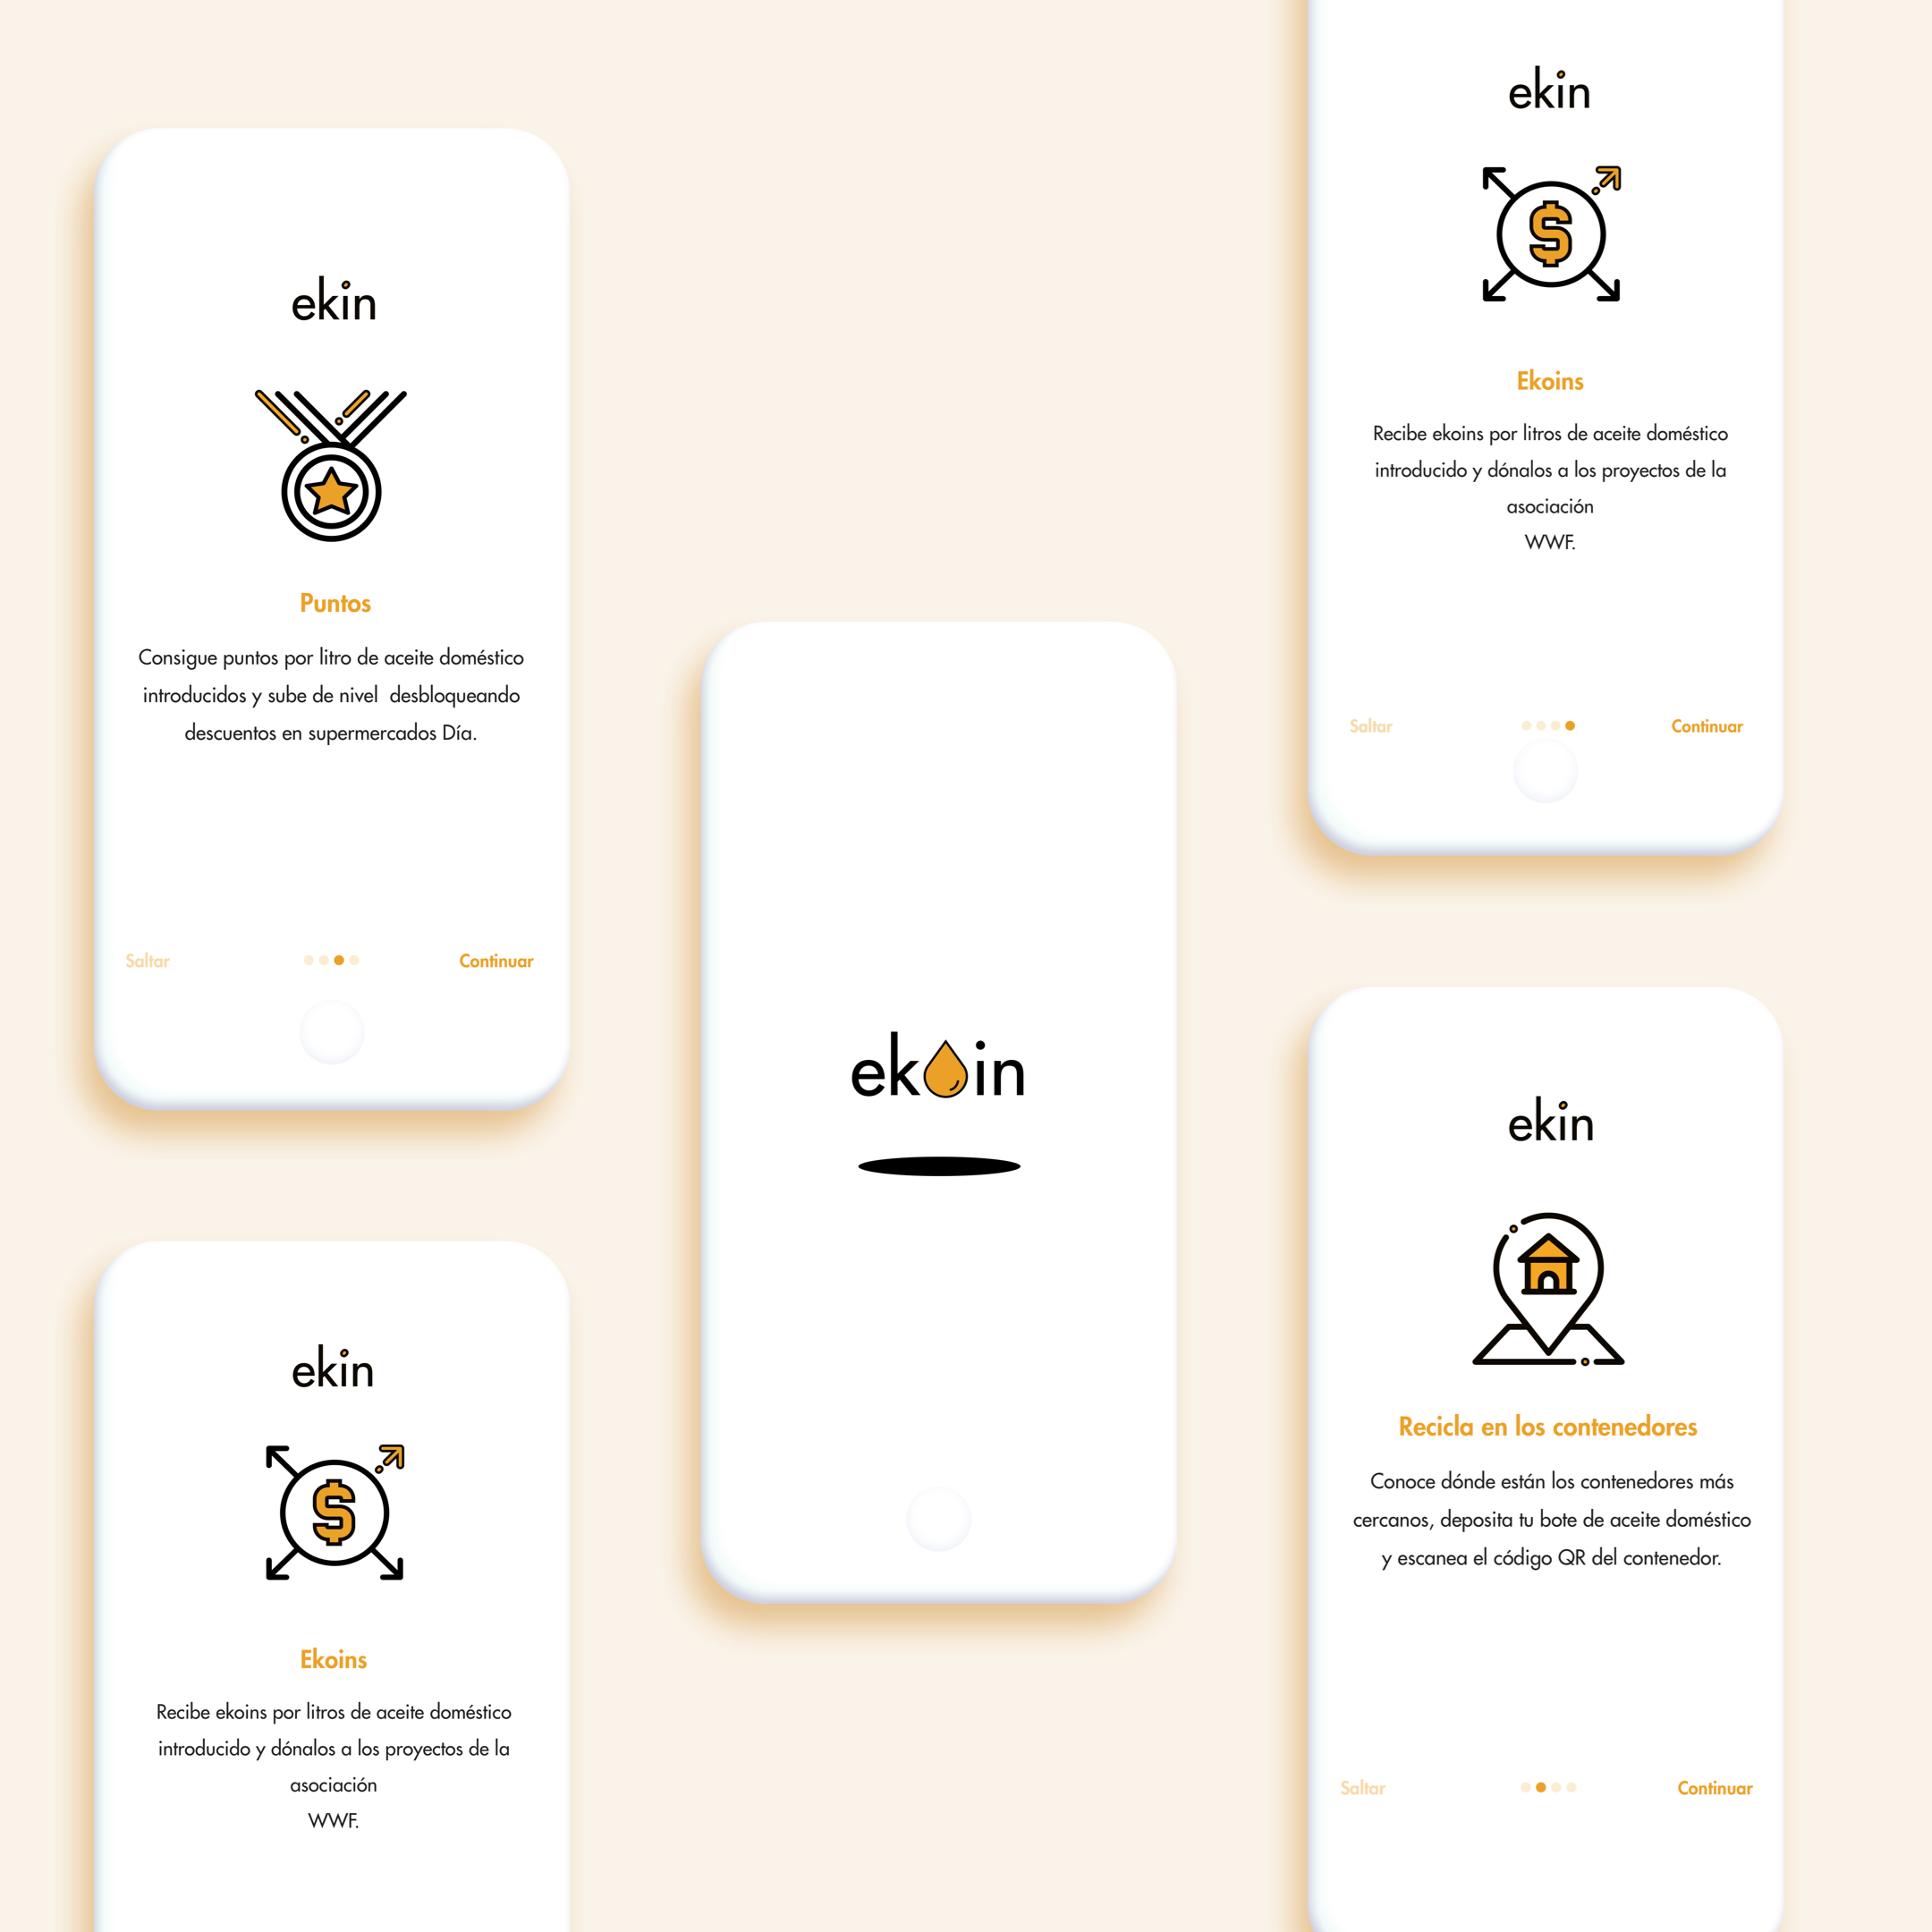 ekin
Puntos
Consigue puntos por litro de aceite doméstico
introducidos y sube de nivel  desbloqueando
descuentos en supermercados Día.
Saltar
Continuar
ekin
Ekoins
Recibe ekoins por litros de aceite doméstico
introducido y dónalos a los proyectos de la
asociación
WWF.
ekin
ekin
Ekoins
Recibe ekoins por litros de aceite doméstico
introducido y dónalos a los proyectos de la
asociación
WWF.
Saltar
Continuar
ekin
Recicla en los contenedores
Conoce dónde están los contenedores más
cercanos, deposita tu bote de aceite doméstico
y escanea el código QR del contenedor.
Saltar
Continuar